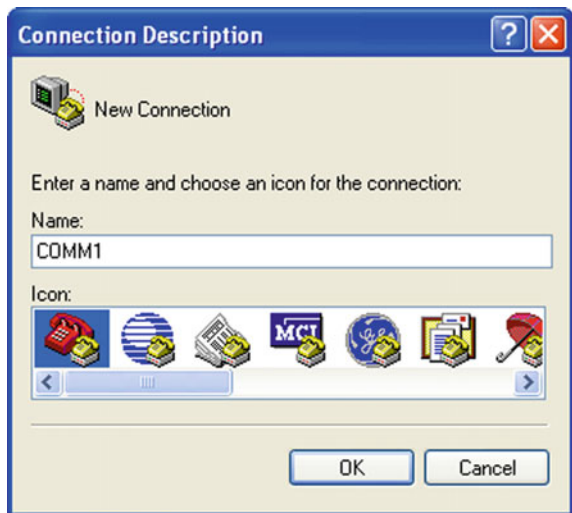 Connection Description
New Connection
Enter a name and choose an icon for the connection:
Name:
COMM1
Icon:
MCI
OK
Cancel